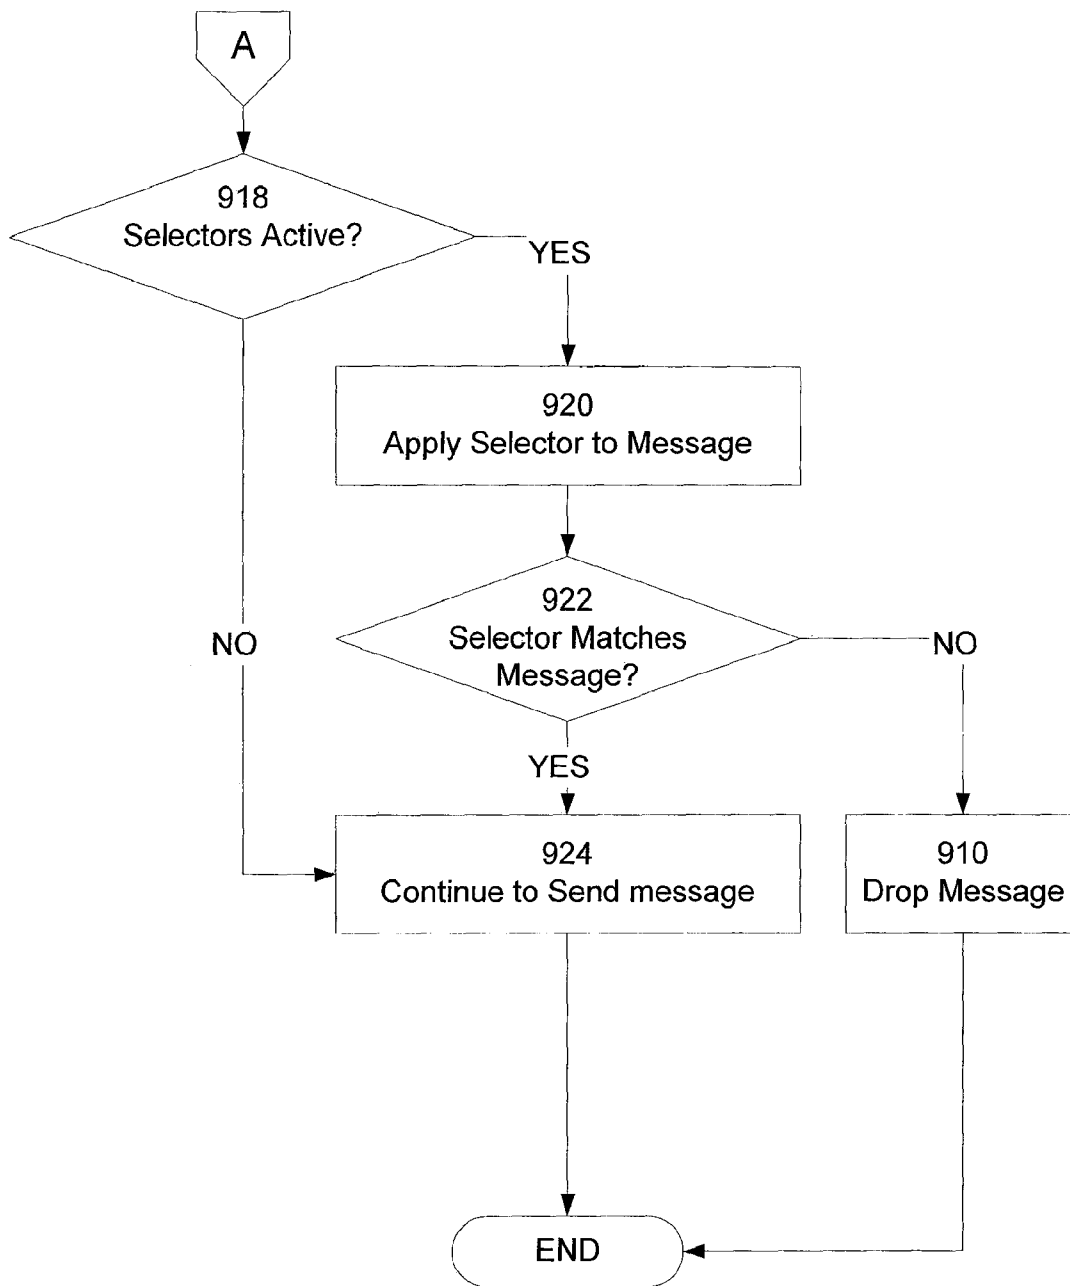 A
918
Selectors Active?
YES
920
Apply Selector to Message
922
Selector Matches
Message?
NO
NO
YES
924
Continue to Send message
910
Drop Message
END